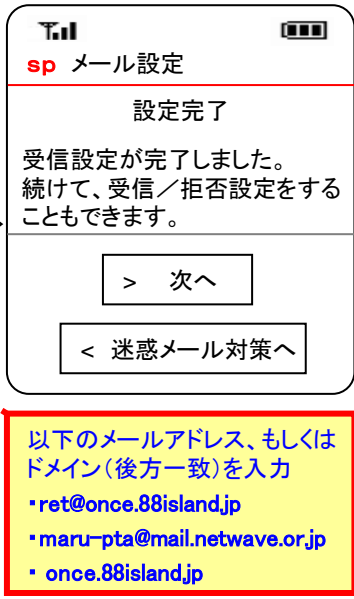 sp メール設定
設定完了
受信設定が完了しました。
続けて、受信／拒否設定をする
こともできます。
> 次へ
< 迷惑メール対策へ
以下のメールアドレス、もしくは
ドメイン（後方一致）を入力
・ret@once.88island.jp
・maru-pta@mail.netwave.or.jp
・ once.88island.jp